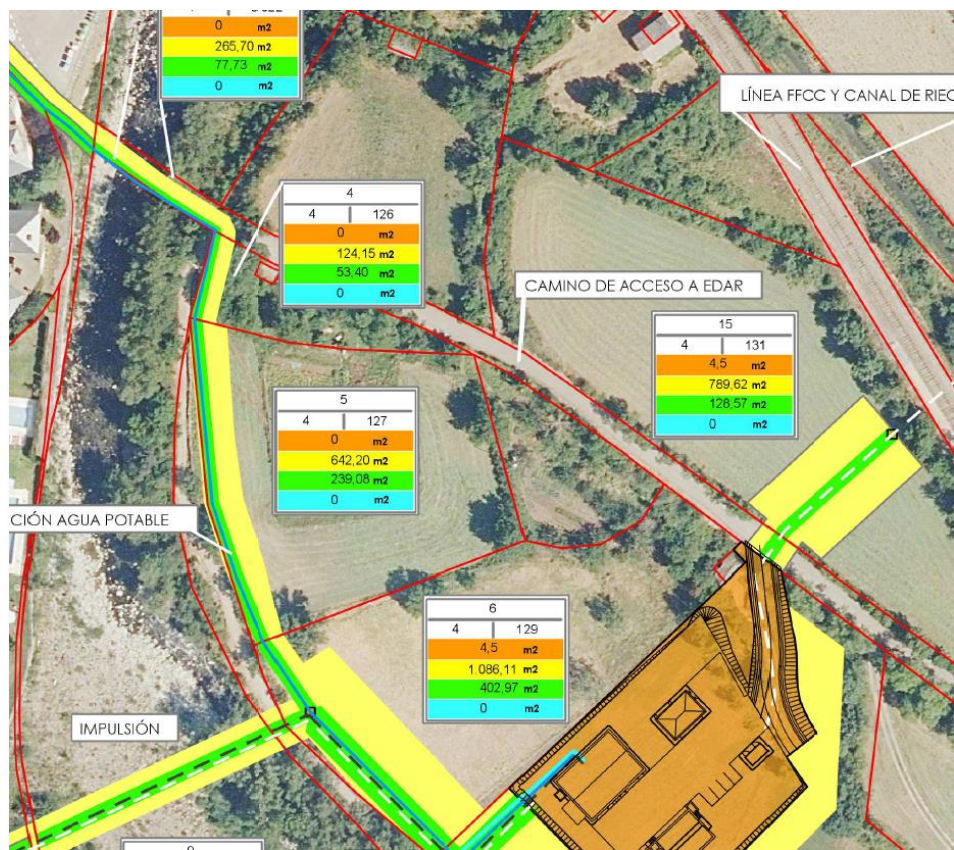 0 m2
265,70 m2
77,73 m2
0 m2
LÍNEA FFCC Y CANAL DE RIEG
4
4 126
0 m2
124,15 m2
53,40 m2
0 m2
CAMINO DE ACCESO A EDAR
15
4 131
4,5 m2
789,62 m2
128,57 m2
0 m2
5
4 127
0 m2
642,20 m2
239,08 m2
0 m2
CIÓN AGUA POTABLE
6
4 129
4,5 m2
1.086,11 m2
402,97 m2
0 m2
IMPULSIÓN